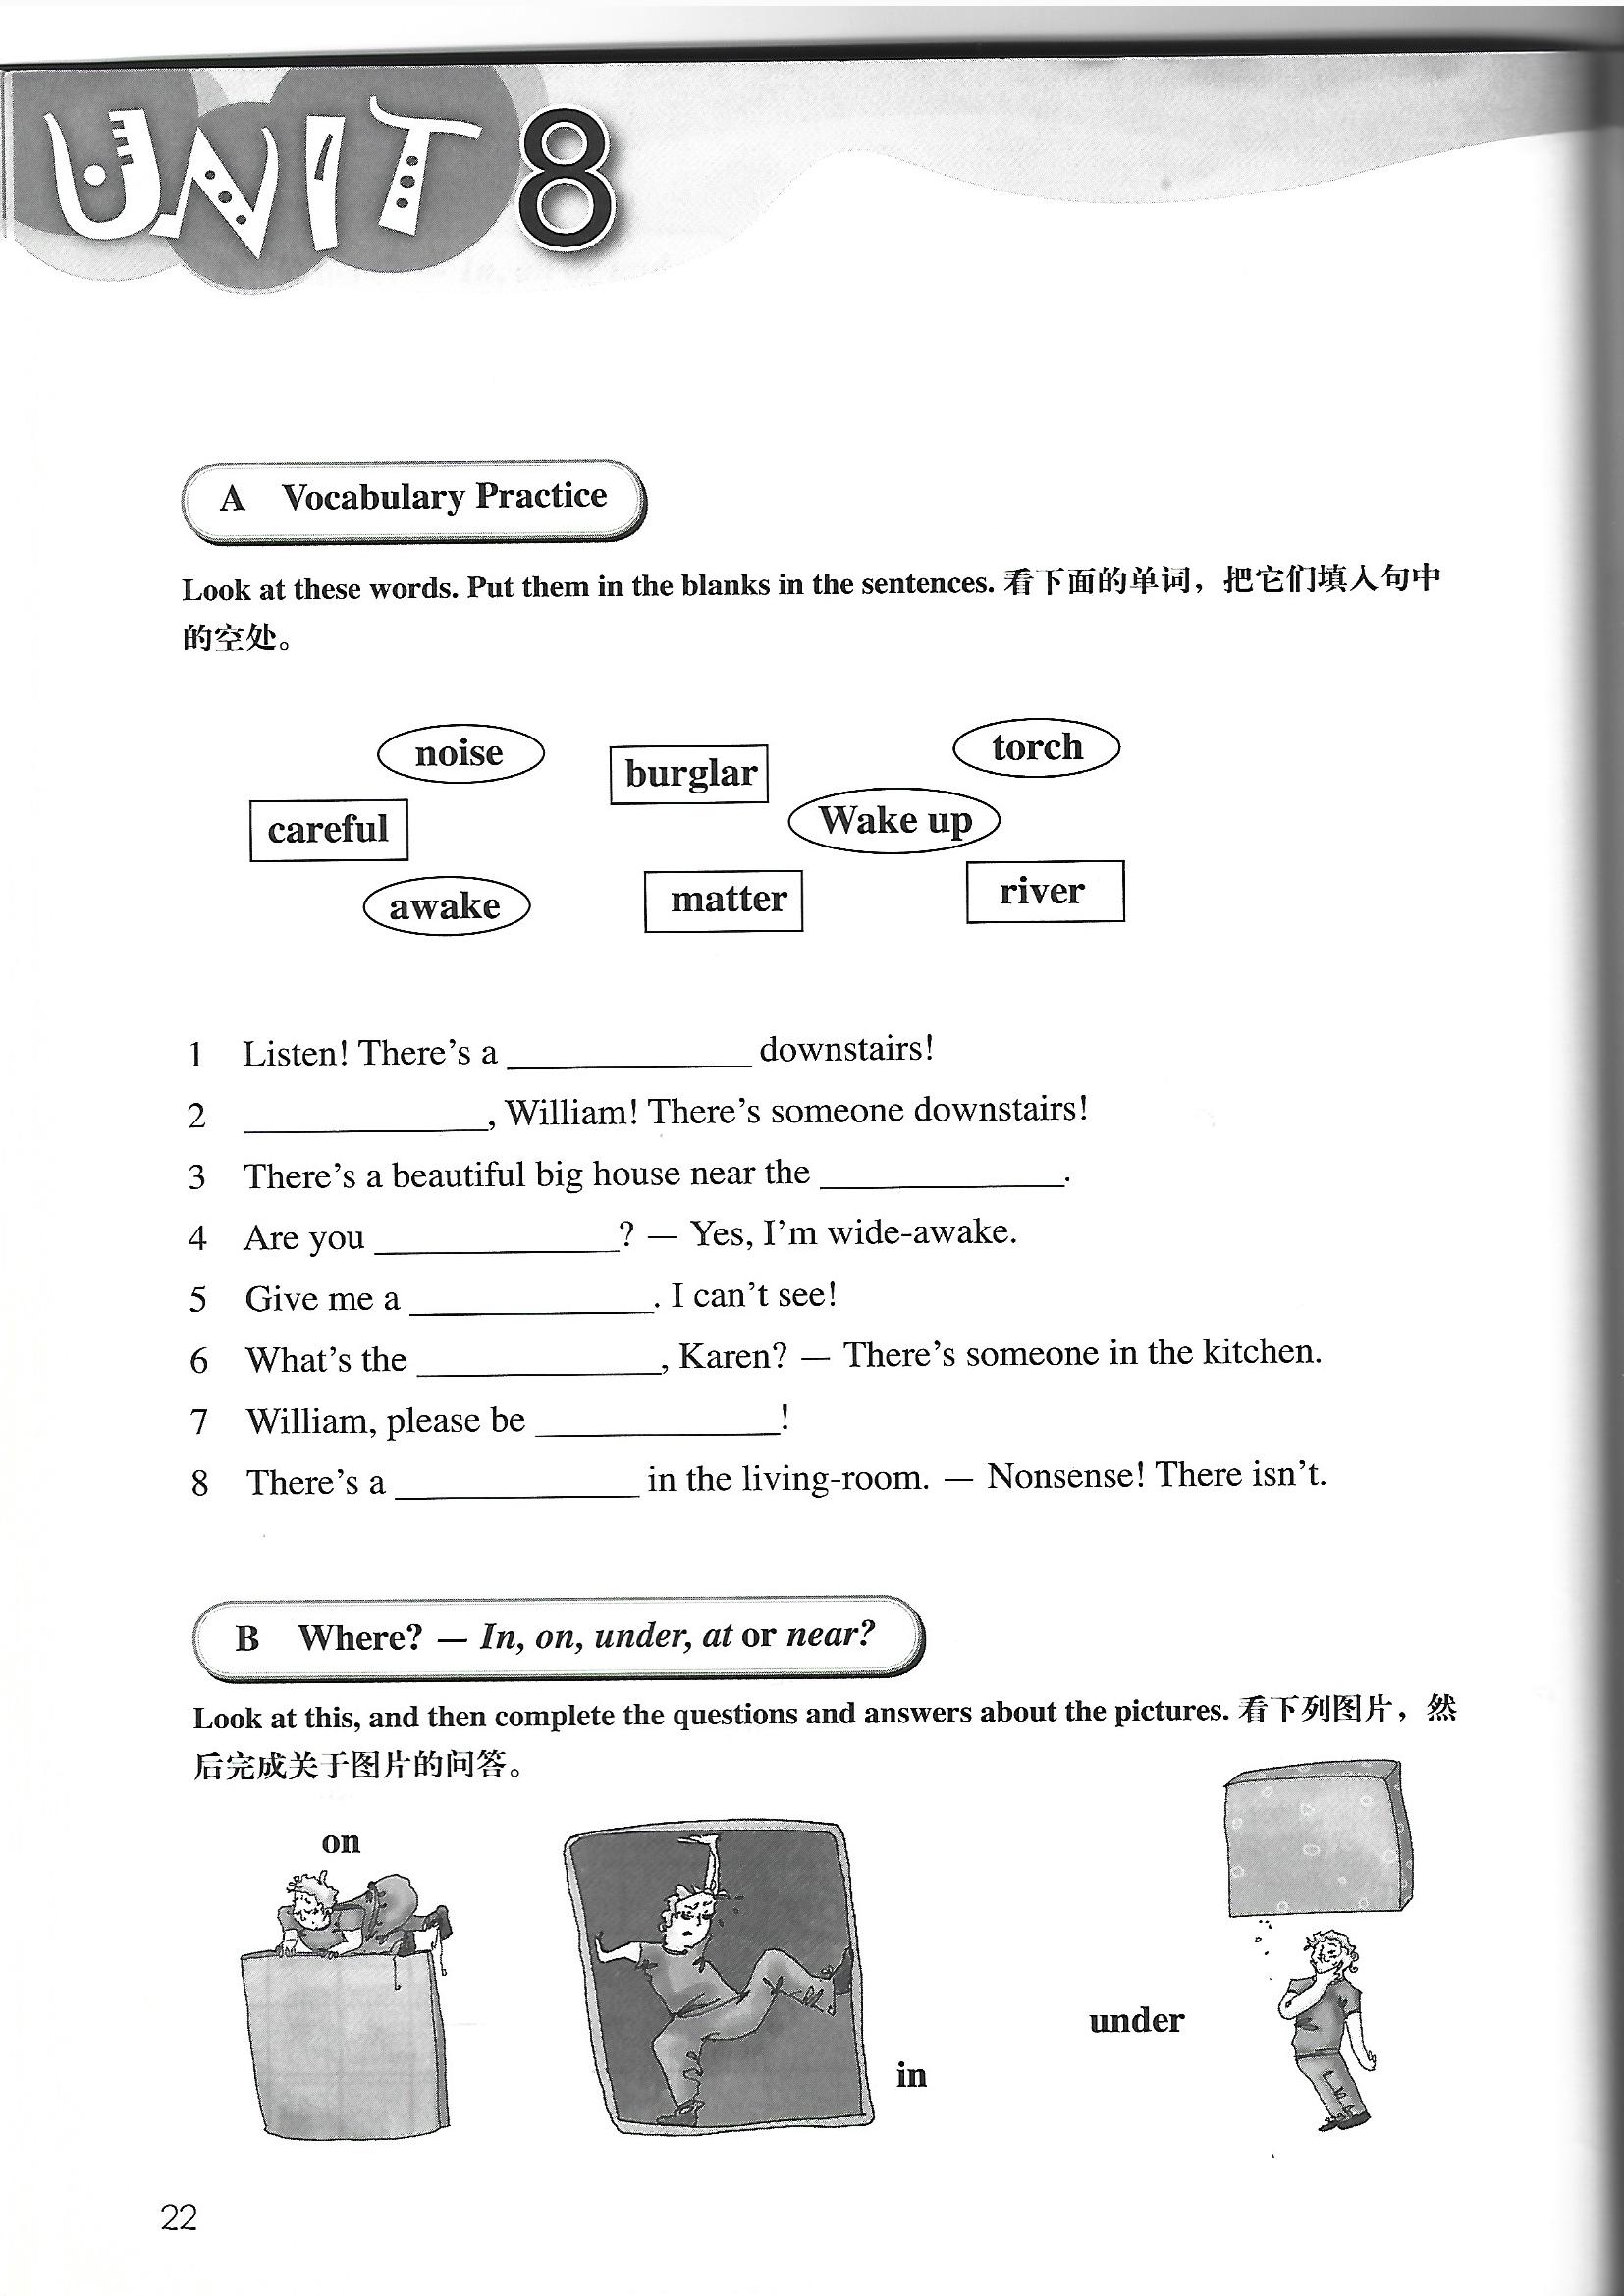 UNIT 8
A Vocabulary Practice
Look at these words. Put them in the blanks in the sentences. 看下面的单词，把它们填入句中
的空处。
noise
burglar
torch
careful
Wake up
awake
matter
river
1 Listen! There's a ____________ downstairs!
2 ____________, William! There's someone downstairs!
3 There's a beautiful big house near the ____________.
4 Are you ____________? — Yes, I'm wide-awake.
5 Give me a ____________. I can't see!
6 What's the ____________, Karen? — There's someone in the kitchen.
7 William, please be ____________!
8 There's a ____________ in the living-room. — Nonsense! There isn't.
B Where? — In, on, under, at or near?
Look at this, and then complete the questions and answers about the pictures. 看下列图片，然
后完成关于图片的问答。
on
in
under
22